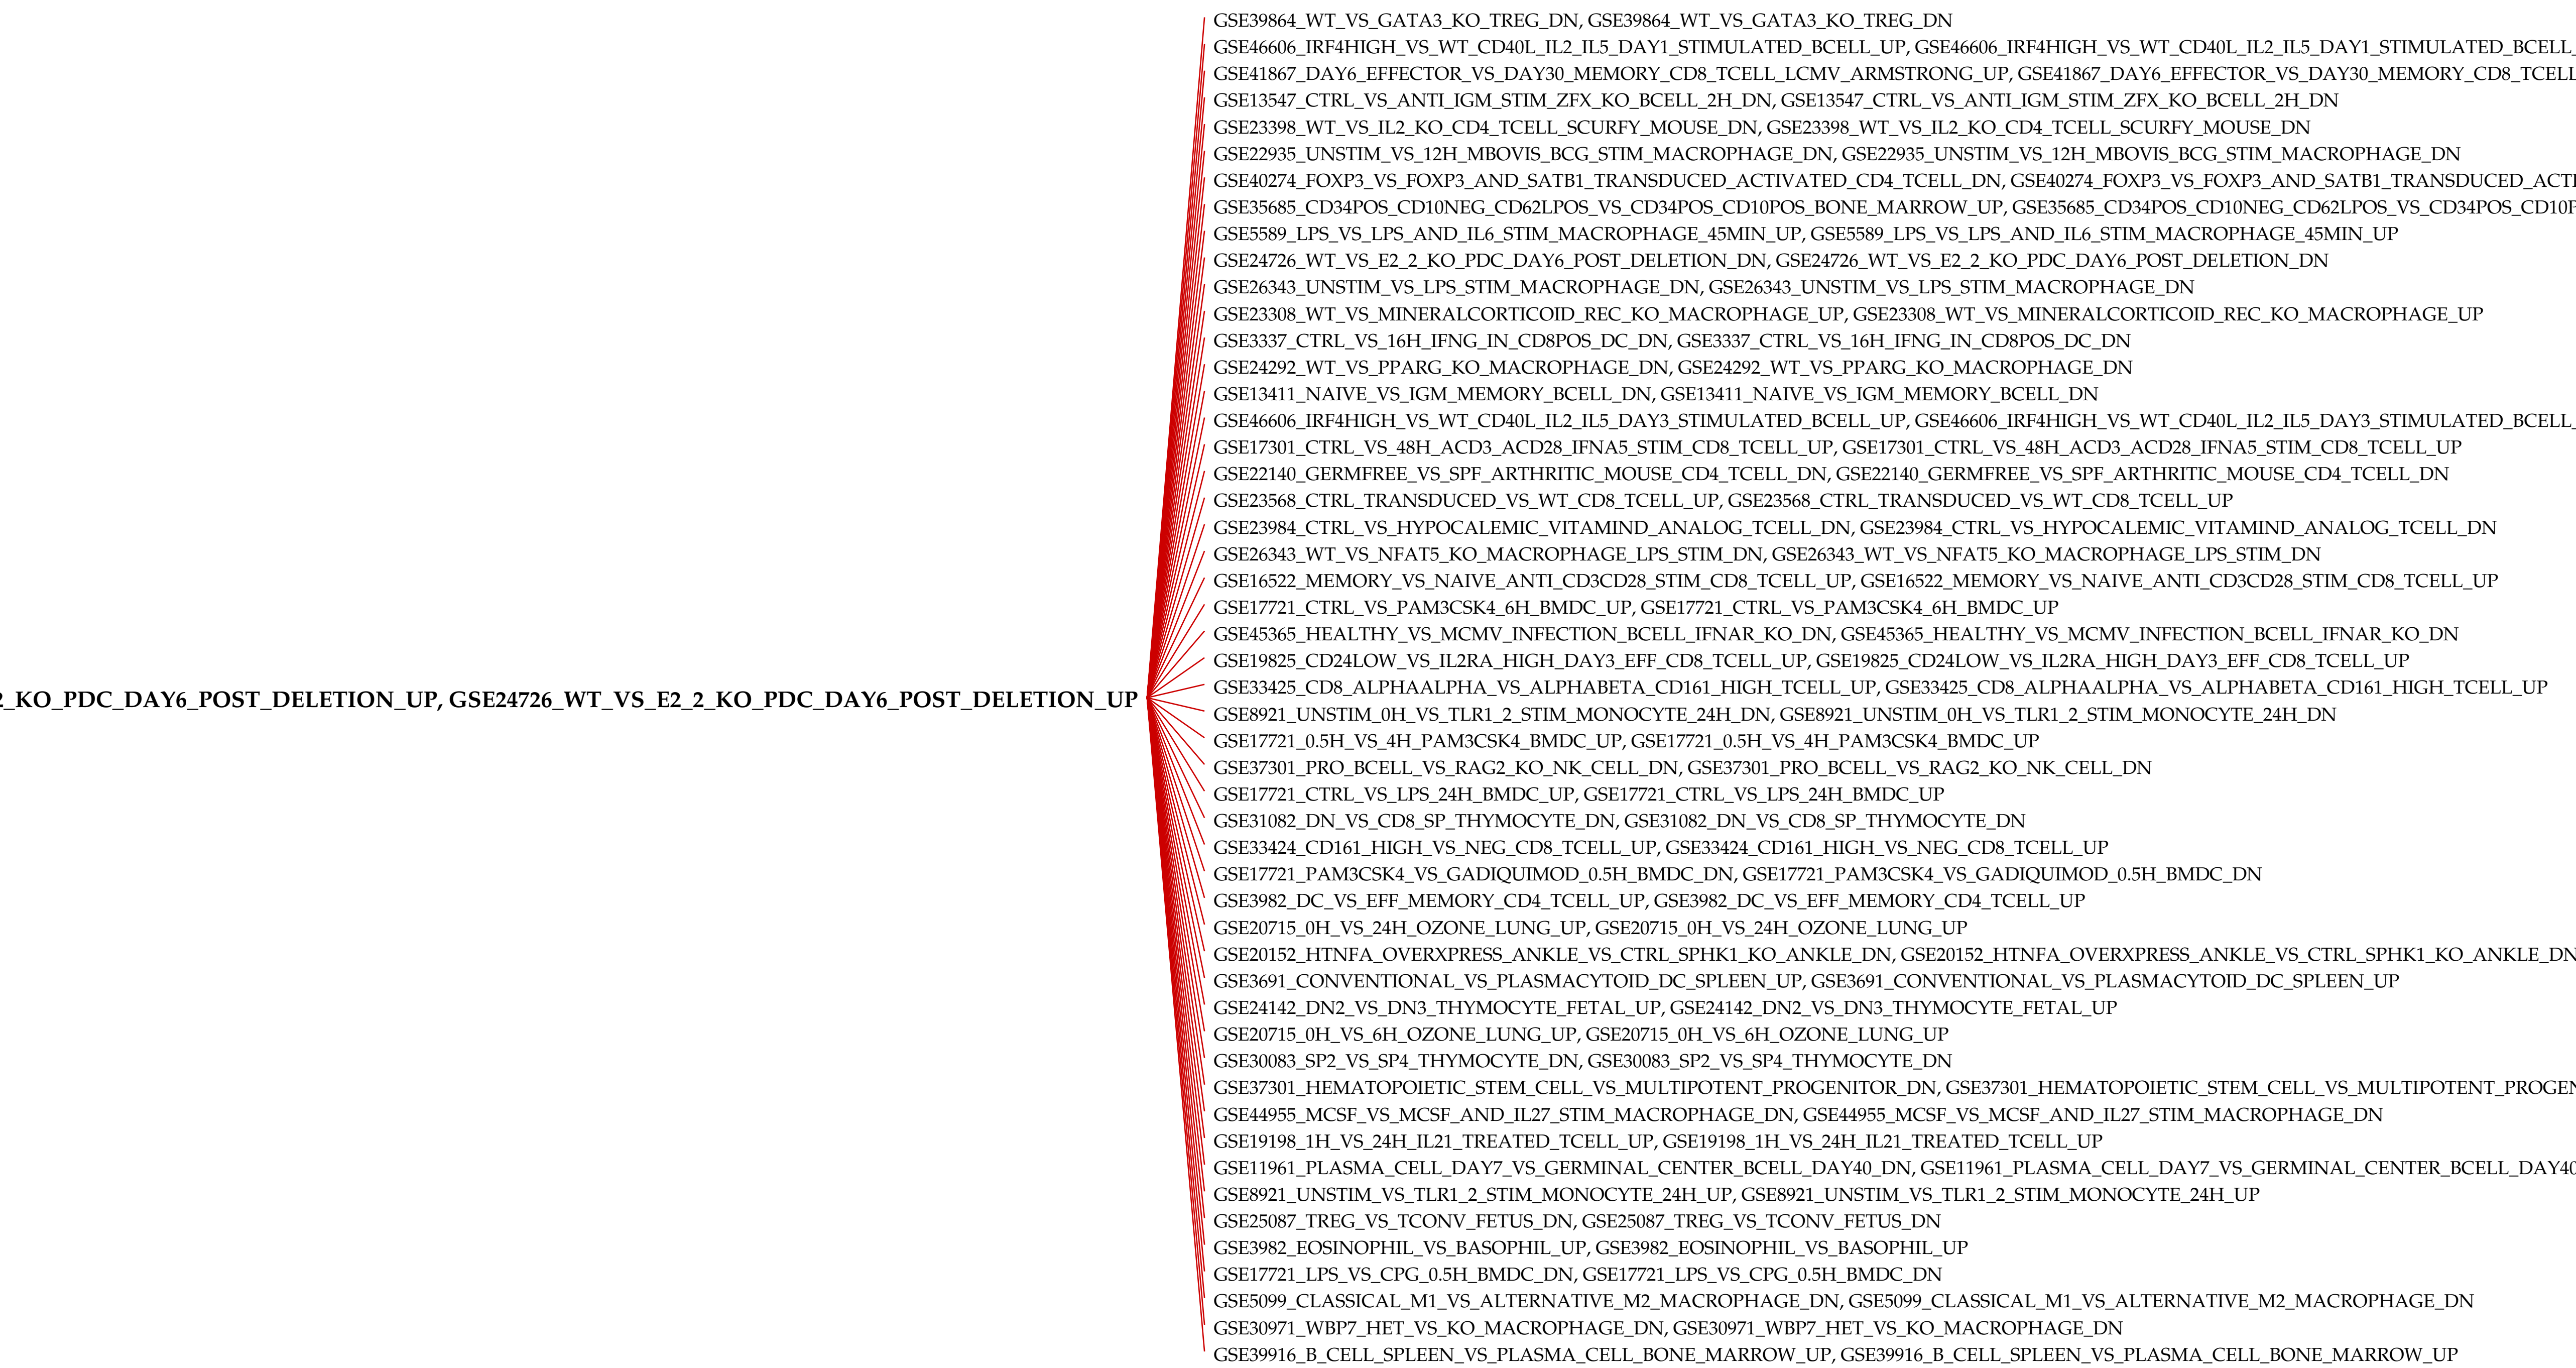 GSE39864_WT_VS_GATA3_KO_TREG_DN, GSE39864_WT_VS_GATA3_KO_TREG_DN
GSE46606_IRF4HIGH_VS_WT_CD40L_IL2_IL5_DAY1_STIMULATED_BCELL_UP, GSE46606_IRF4HIGH_VS_WT_CD40L_IL2_IL5_DAY1_STIMULATED_BCELL_
GSE41867_DAY6_EFFECTOR_VS_DAY30_MEMORY_CD8_TCELL_LCMV_ARMSTRONG_UP, GSE41867_DAY6_EFFECTOR_VS_DAY30_MEMORY_CD8_TCELL
GSE13547_CTRL_VS_ANTI_IGM_STIM_ZFX_KO_BCELL_2H_DN, GSE13547_CTRL_VS_ANTI_IGM_STIM_ZFX_KO_BCELL_2H_DN
GSE23398_WT_VS_IL2_KO_CD4_TCELL_SCURFY_MOUSE_DN, GSE23398_WT_VS_IL2_KO_CD4_TCELL_SCURFY_MOUSE_DN
GSE22935_UNSTIM_VS_12H_MBOVIS_BCG_STIM_MACROPHAGE_DN, GSE22935_UNSTIM_VS_12H_MBOVIS_BCG_STIM_MACROPHAGE_DN
GSE40274_FOXP3_VS_FOXP3_AND_SATB1_TRANSDUCED_ACTIVATED_CD4_TCELL_DN, GSE40274_FOXP3_VS_FOXP3_AND_SATB1_TRANSDUCED_ACTI
GSE35685_CD34POS_CD10NEG_CD62LPOS_VS_CD34POS_CD10POS_BONE_MARROW_UP, GSE35685_CD34POS_CD10NEG_CD62LPOS_VS_CD34POS_CD10P
GSE5589_LPS_VS_LPS_AND_IL6_STIM_MACROPHAGE_45MIN_UP, GSE5589_LPS_VS_LPS_AND_IL6_STIM_MACROPHAGE_45MIN_UP
GSE24726_WT_VS_E2_2_KO_PDC_DAY6_POST_DELETION_DN, GSE24726_WT_VS_E2_2_KO_PDC_DAY6_POST_DELETION_DN
GSE26343_UNSTIM_VS_LPS_STIM_MACROPHAGE_DN, GSE26343_UNSTIM_VS_LPS_STIM_MACROPHAGE_DN
GSE23308_WT_VS_MINERALCORTICOID_REC_KO_MACROPHAGE_UP, GSE23308_WT_VS_MINERALCORTICOID_REC_KO_MACROPHAGE_UP
GSE3337_CTRL_VS_16H_IFNG_IN_CD8POS_DC_DN, GSE3337_CTRL_VS_16H_IFNG_IN_CD8POS_DC_DN
GSE24292_WT_VS_PPARG_KO_MACROPHAGE_DN, GSE24292_WT_VS_PPARG_KO_MACROPHAGE_DN
GSE13411_NAIVE_VS_IGM_MEMORY_BCELL_DN, GSE13411_NAIVE_VS_IGM_MEMORY_BCELL_DN
GSE46606_IRF4HIGH_VS_WT_CD40L_IL2_IL5_DAY3_STIMULATED_BCELL_UP, GSE46606_IRF4HIGH_VS_WT_CD40L_IL2_IL5_DAY3_STIMULATED_BCELL_
GSE17301_CTRL_VS_48H_ACD3_ACD28_IFNA5_STIM_CD8_TCELL_UP, GSE17301_CTRL_VS_48H_ACD3_ACD28_IFNA5_STIM_CD8_TCELL_UP
GSE22140_GERMFREE_VS_SPF_ARTHRITIC_MOUSE_CD4_TCELL_DN, GSE22140_GERMFREE_VS_SPF_ARTHRITIC_MOUSE_CD4_TCELL_DN
GSE23568_CTRL_TRANSDUCED_VS_WT_CD8_TCELL_UP, GSE23568_CTRL_TRANSDUCED_VS_WT_CD8_TCELL_UP
GSE23984_CTRL_VS_HYPOCALEMIC_VITAMIND_ANALOG_TCELL_DN, GSE23984_CTRL_VS_HYPOCALEMIC_VITAMIND_ANALOG_TCELL_DN
GSE26343_WT_VS_NFAT5_KO_MACROPHAGE_LPS_STIM_DN, GSE26343_WT_VS_NFAT5_KO_MACROPHAGE_LPS_STIM_DN
GSE16522_MEMORY_VS_NAIVE_ANTI_CD3CD28_STIM_CD8_TCELL_UP, GSE16522_MEMORY_VS_NAIVE_ANTI_CD3CD28_STIM_CD8_TCELL_UP
GSE17721_CTRL_VS_PAM3CSK4_6H_BMDC_UP, GSE17721_CTRL_VS_PAM3CSK4_6H_BMDC_UP
GSE45365_HEALTHY_VS_MCMV_INFECTION_BCELL_IFNAR_KO_DN, GSE45365_HEALTHY_VS_MCMV_INFECTION_BCELL_IFNAR_KO_DN
GSE19825_CD24LOW_VS_IL2RA_HIGH_DAY3_EFF_CD8_TCELL_UP, GSE19825_CD24LOW_VS_IL2RA_HIGH_DAY3_EFF_CD8_TCELL_UP
GSE33425_CD8_ALPHAALPHA_VS_ALPHABETA_CD161_HIGH_TCELL_UP, GSE33425_CD8_ALPHAALPHA_VS_ALPHABETA_CD161_HIGH_TCELL_UP
2_KO_PDC_DAY6_POST_DELETION_UP, GSE24726_WT_VS_E2_2_KO_PDC_DAY6_POST_DELETION_UP
GSE8921_UNSTIM_0H_VS_TLR1_2_STIM_MONOCYTE_24H_DN, GSE8921_UNSTIM_0H_VS_TLR1_2_STIM_MONOCYTE_24H_DN
GSE17721_0.5H_VS_4H_PAM3CSK4_BMDC_UP, GSE17721_0.5H_VS_4H_PAM3CSK4_BMDC_UP
GSE37301_PRO_BCELL_VS_RAG2_KO_NK_CELL_DN, GSE37301_PRO_BCELL_VS_RAG2_KO_NK_CELL_DN
GSE17721_CTRL_VS_LPS_24H_BMDC_UP, GSE17721_CTRL_VS_LPS_24H_BMDC_UP
GSE31082_DN_VS_CD8_SP_THYMOCYTE_DN, GSE31082_DN_VS_CD8_SP_THYMOCYTE_DN
GSE33424_CD161_HIGH_VS_NEG_CD8_TCELL_UP, GSE33424_CD161_HIGH_VS_NEG_CD8_TCELL_UP
GSE17721_PAM3CSK4_VS_GADIQUIMOD_0.5H_BMDC_DN, GSE17721_PAM3CSK4_VS_GADIQUIMOD_0.5H_BMDC_DN
GSE3982_DC_VS_EFF_MEMORY_CD4_TCELL_UP, GSE3982_DC_VS_EFF_MEMORY_CD4_TCELL_UP
GSE20715_0H_VS_24H_OZONE_LUNG_UP, GSE20715_0H_VS_24H_OZONE_LUNG_UP
GSE20152_HTNFA_OVERXPRESS_ANKLE_VS_CTRL_SPHK1_KO_ANKLE_DN, GSE20152_HTNFA_OVERXPRESS_ANKLE_VS_CTRL_SPHK1_KO_ANKLE_DN
GSE3691_CONVENTIONAL_VS_PLASMACYTOID_DC_SPLEEN_UP, GSE3691_CONVENTIONAL_VS_PLASMACYTOID_DC_SPLEEN_UP
GSE24142_DN2_VS_DN3_THYMOCYTE_FETAL_UP, GSE24142_DN2_VS_DN3_THYMOCYTE_FETAL_UP
GSE20715_0H_VS_6H_OZONE_LUNG_UP, GSE20715_0H_VS_6H_OZONE_LUNG_UP
GSE30083_SP2_VS_SP4_THYMOCYTE_DN, GSE30083_SP2_VS_SP4_THYMOCYTE_DN
GSE37301_HEMATOPOIETIC_STEM_CELL_VS_MULTIPOTENT_PROGENITOR_DN, GSE37301_HEMATOPOIETIC_STEM_CELL_VS_MULTIPOTENT_PROGEN
GSE44955_MCSF_VS_MCSF_AND_IL27_STIM_MACROPHAGE_DN, GSE44955_MCSF_VS_MCSF_AND_IL27_STIM_MACROPHAGE_DN
GSE19198_1H_VS_24H_IL21_TREATED_TCELL_UP, GSE19198_1H_VS_24H_IL21_TREATED_TCELL_UP
GSE11961_PLASMA_CELL_DAY7_VS_GERMINAL_CENTER_BCELL_DAY40_DN, GSE11961_PLASMA_CELL_DAY7_VS_GERMINAL_CENTER_BCELL_DAY40
GSE8921_UNSTIM_VS_TLR1_2_STIM_MONOCYTE_24H_UP, GSE8921_UNSTIM_VS_TLR1_2_STIM_MONOCYTE_24H_UP
GSE25087_TREG_VS_TCONV_FETUS_DN, GSE25087_TREG_VS_TCONV_FETUS_DN
GSE3982_EOSINOPHIL_VS_BASOPHIL_UP, GSE3982_EOSINOPHIL_VS_BASOPHIL_UP
GSE17721_LPS_VS_CPG_0.5H_BMDC_DN, GSE17721_LPS_VS_CPG_0.5H_BMDC_DN
GSE5099_CLASSICAL_M1_VS_ALTERNATIVE_M2_MACROPHAGE_DN, GSE5099_CLASSICAL_M1_VS_ALTERNATIVE_M2_MACROPHAGE_DN
GSE30971_WBP7_HET_VS_KO_MACROPHAGE_DN, GSE30971_WBP7_HET_VS_KO_MACROPHAGE_DN
GSE39916_B_CELL_SPLEEN_VS_PLASMA_CELL_BONE_MARROW_UP, GSE39916_B_CELL_SPLEEN_VS_PLASMA_CELL_BONE_MARROW_UP